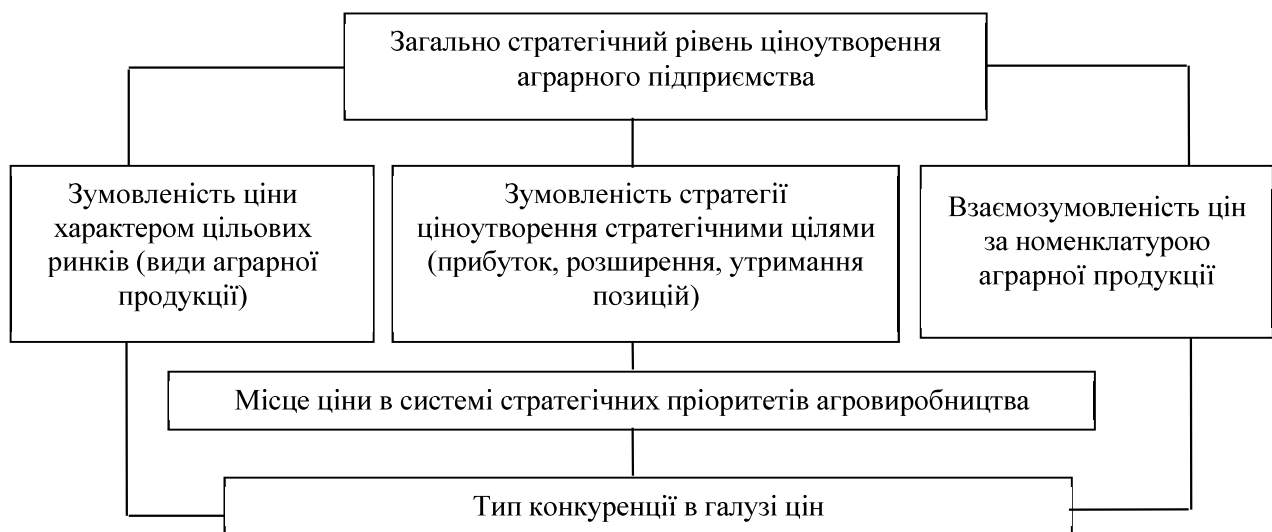 Загально стратегічний рівень ціноутворення
аграрного підприємства
Зумовленість ціни
характером цільових
ринків (види аграрної
продукції)
Зумовленість стратегії
ціноутворення стратегічними цілями
(прибуток, розширення, утримання
позицій)
Взаємозумовленість цін
за номенклатурою
аграрної продукції
Місце ціни в системі стратегічних пріоритетів агровиробництва
Тип конкуренції в галузі цін